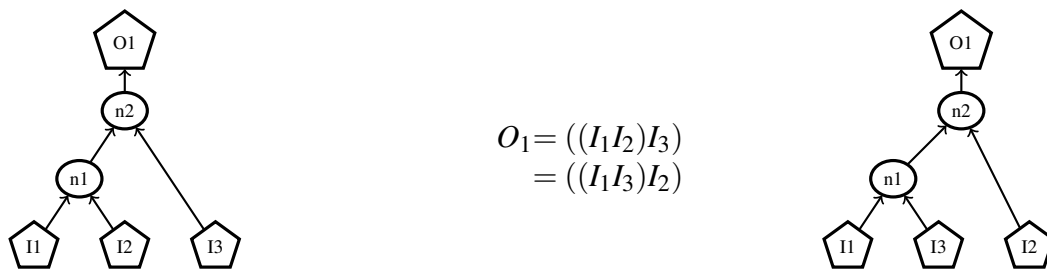 O1
n2
n1
I1 I2 I3
O₁= ((I₁I₂)I₃)
= ((I₁I₃)I₂)
O1
n2
n1
I1 I3 I2